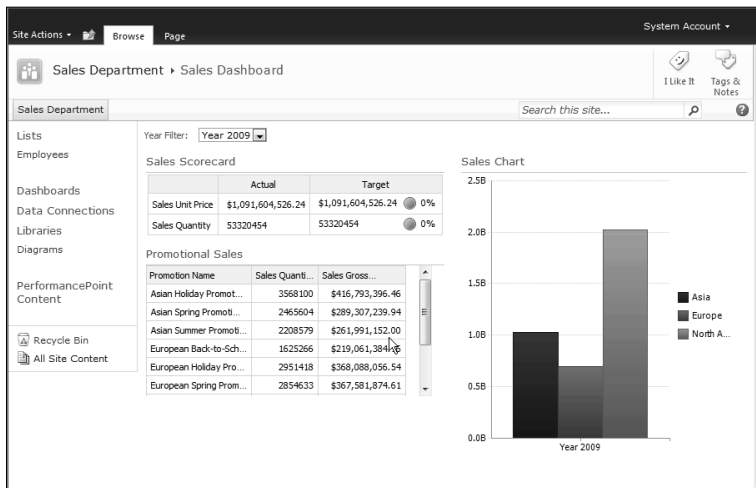 System Account
Site Actions
Browse
Page
Sales Department ▸ Sales Dashboard
I Like It
Tags & Notes
Sales Department
Search this site...
Lists
Employees
Dashboards
Data Connections
Libraries
Diagrams
PerformancePoint Content
Recycle Bin
All Site Content
Year Filter: Year 2009
Sales Scorecard
Actual Target
Sales Unit Price $1,091,604,526.24 $1,091,604,526.24 0%
Sales Quantity 53320454 53320454 0%
Promotional Sales
Promotion Name Sales Quanti... Sales Gross...
Asian Holiday Promot... 3568100 $416,793,396.46
Asian Spring Promoti... 2465604 $289,307,239.94
Asian Summer Promoti... 2208579 $261,991,152.00
European Back-to-Sch... 1625266
European Holiday Pro... 2951418 $368,088,056.54
European Spring Prom... 2854633 $367,581,874.61
Sales Chart
2.5B
2.0B
1.5B
1.0B
0.5B
0.0B
Year 2009
Asia
Europe
North A...